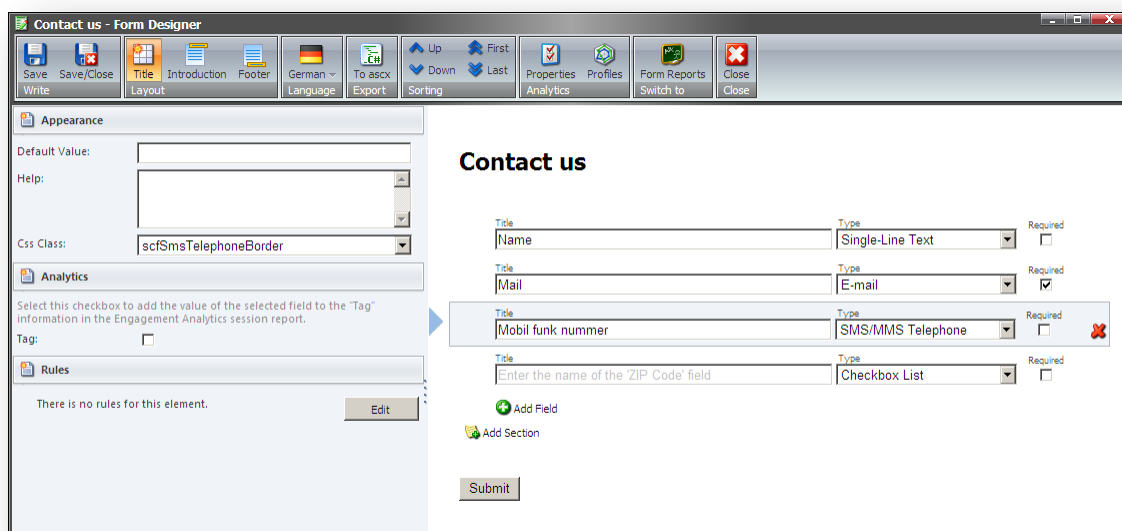 Contact us - Form Designer
Save Save/Close Title Introduction Footer German To ascx Up First Down Last Properties Profiles Form Reports Close
Write Layout Language Export Sorting Analytics Switch to Close
Appearance
Default Value:
Help:
Css Class: scfSmsTelephoneBorder
Analytics
Select this checkbox to add the value of the selected field to the "Tag"
information in the Engagement Analytics session report.
Tag:
Rules
There is no rules for this element.
Edit
Contact us
Title Type Required
Name Single-Line Text
Title Type Required
Mail E-mail
Title Type Required
Mobil funk nummer SMS/MMS Telephone
Title Type Required
Enter the name of the 'ZIP Code' field Checkbox List
Add Field
Add Section
Submit